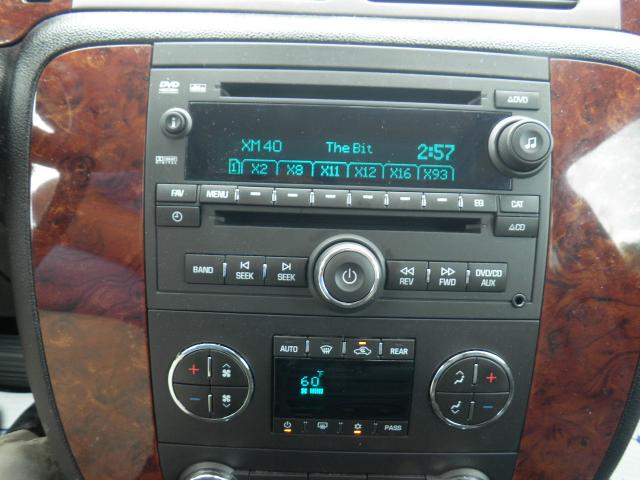 DVD
DVD
XM40 The Bit 2:57
1 X2 X8 X11 X12 X16 X93
FAV MENU EQ CAT
CD
BAND SEEK SEEK REV FWD DVD/CD AUX
AUTO REAR
60°F
PASS